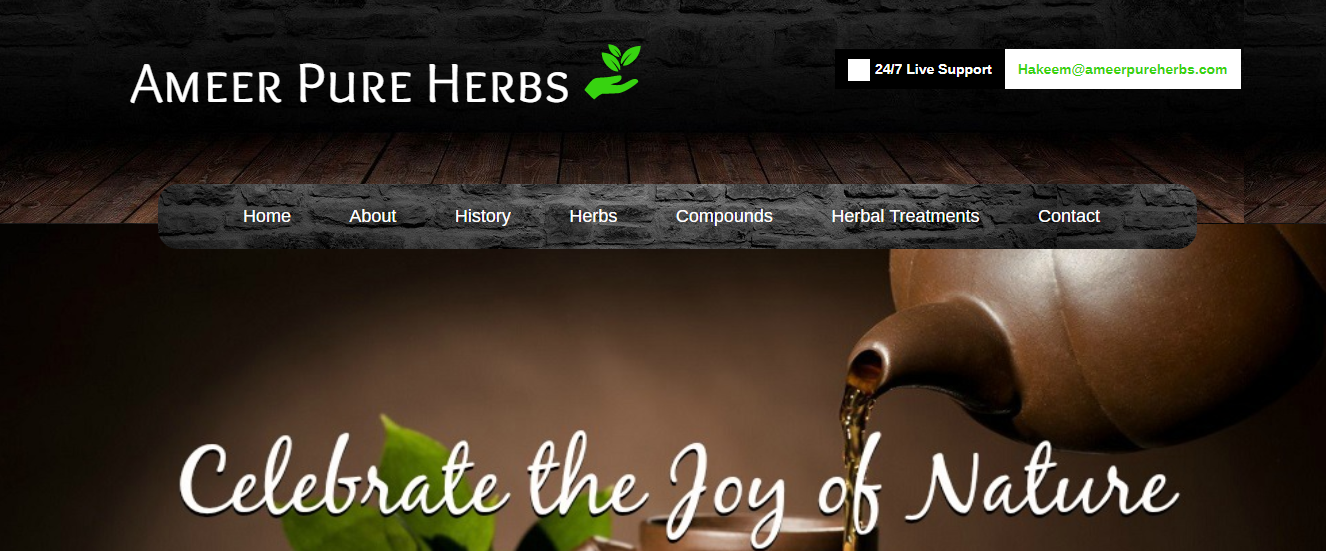 Ameer Pure Herbs
24/7 Live Support
Hakeem@ameerpureherbs.com
Home About History Herbs Compounds Herbal Treatments Contact
Celebrate the Joy of Nature